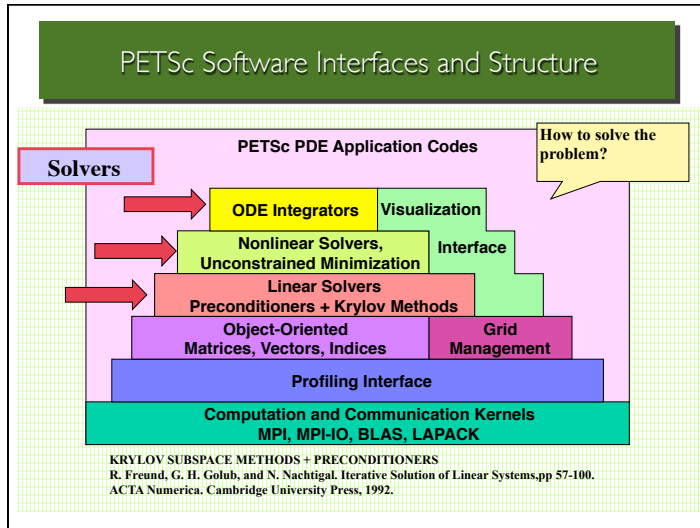 PETSc Software Interfaces and Structure
How to solve the
problem?
PETSc PDE Application Codes
Solvers
ODE Integrators
Visualization
Nonlinear Solvers,
Unconstrained Minimization
Interface
Linear Solvers
Preconditioners + Krylov Methods
Object-Oriented
Matrices, Vectors, Indices
Grid
Management
Profiling Interface
Computation and Communication Kernels
MPI, MPI-IO, BLAS, LAPACK
KRYLOV SUBSPACE METHODS + PRECONDITIONERS
R. Freund, G. H. Golub, and N. Nachtigal. Iterative Solution of Linear Systems,pp 57-100.
ACTA Numerica. Cambridge University Press, 1992.